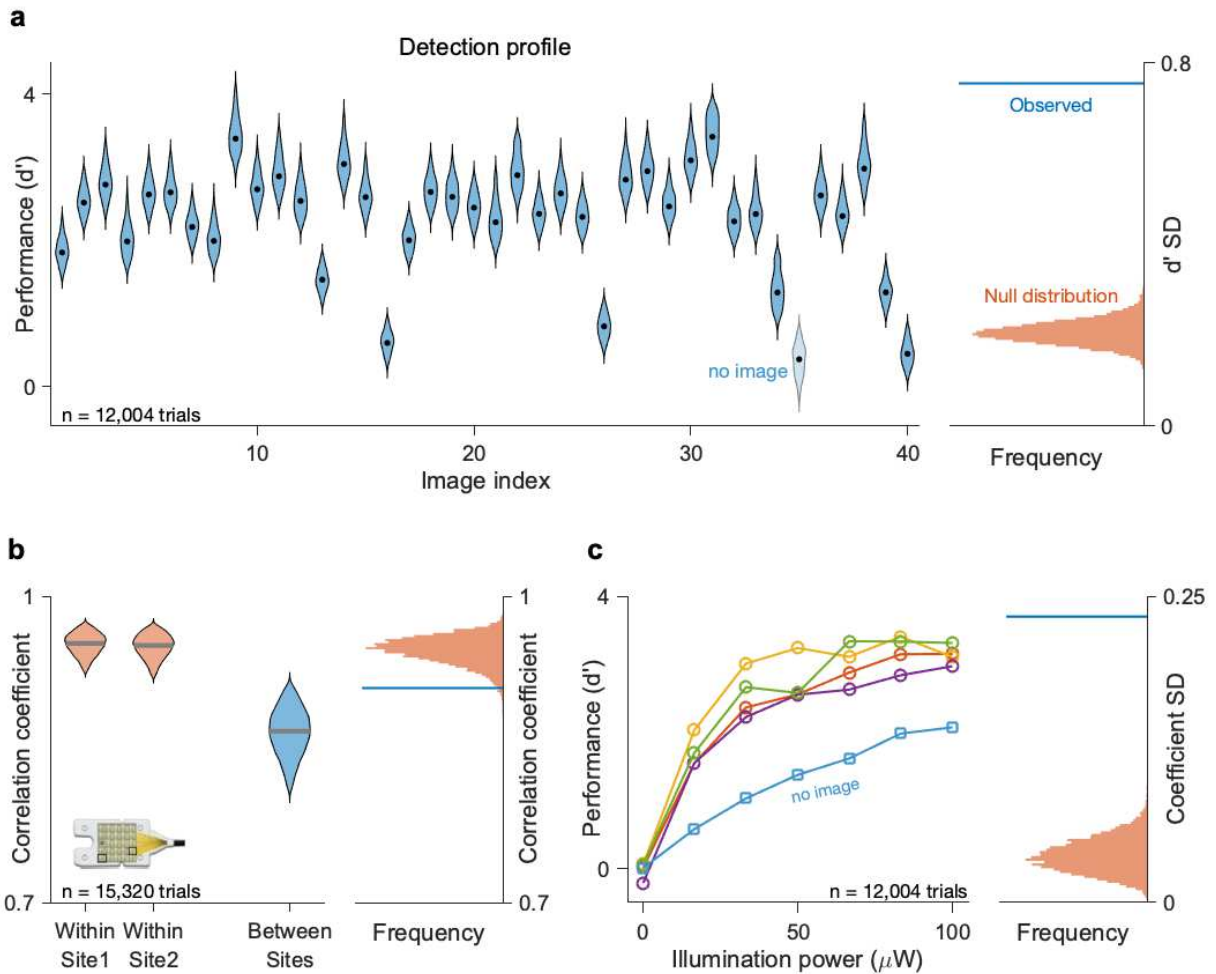 a
Detection profile
4
0
Performance (d')
n = 12,004 trials
no image
10
20
30
40
Image index
0.8
0
d' SD
Observed
Null distribution
Frequency
b
1
0.7
Correlation coefficient
n = 15,320 trials
Within Within
Site1 Site2
Between
Sites
1
0.7
Correlation coefficient
Frequency
c
4
0
Performance (d')
no image
n = 12,004 trials
0
50
100
Illumination power (μW)
0.25
0
Coefficient SD
Frequency